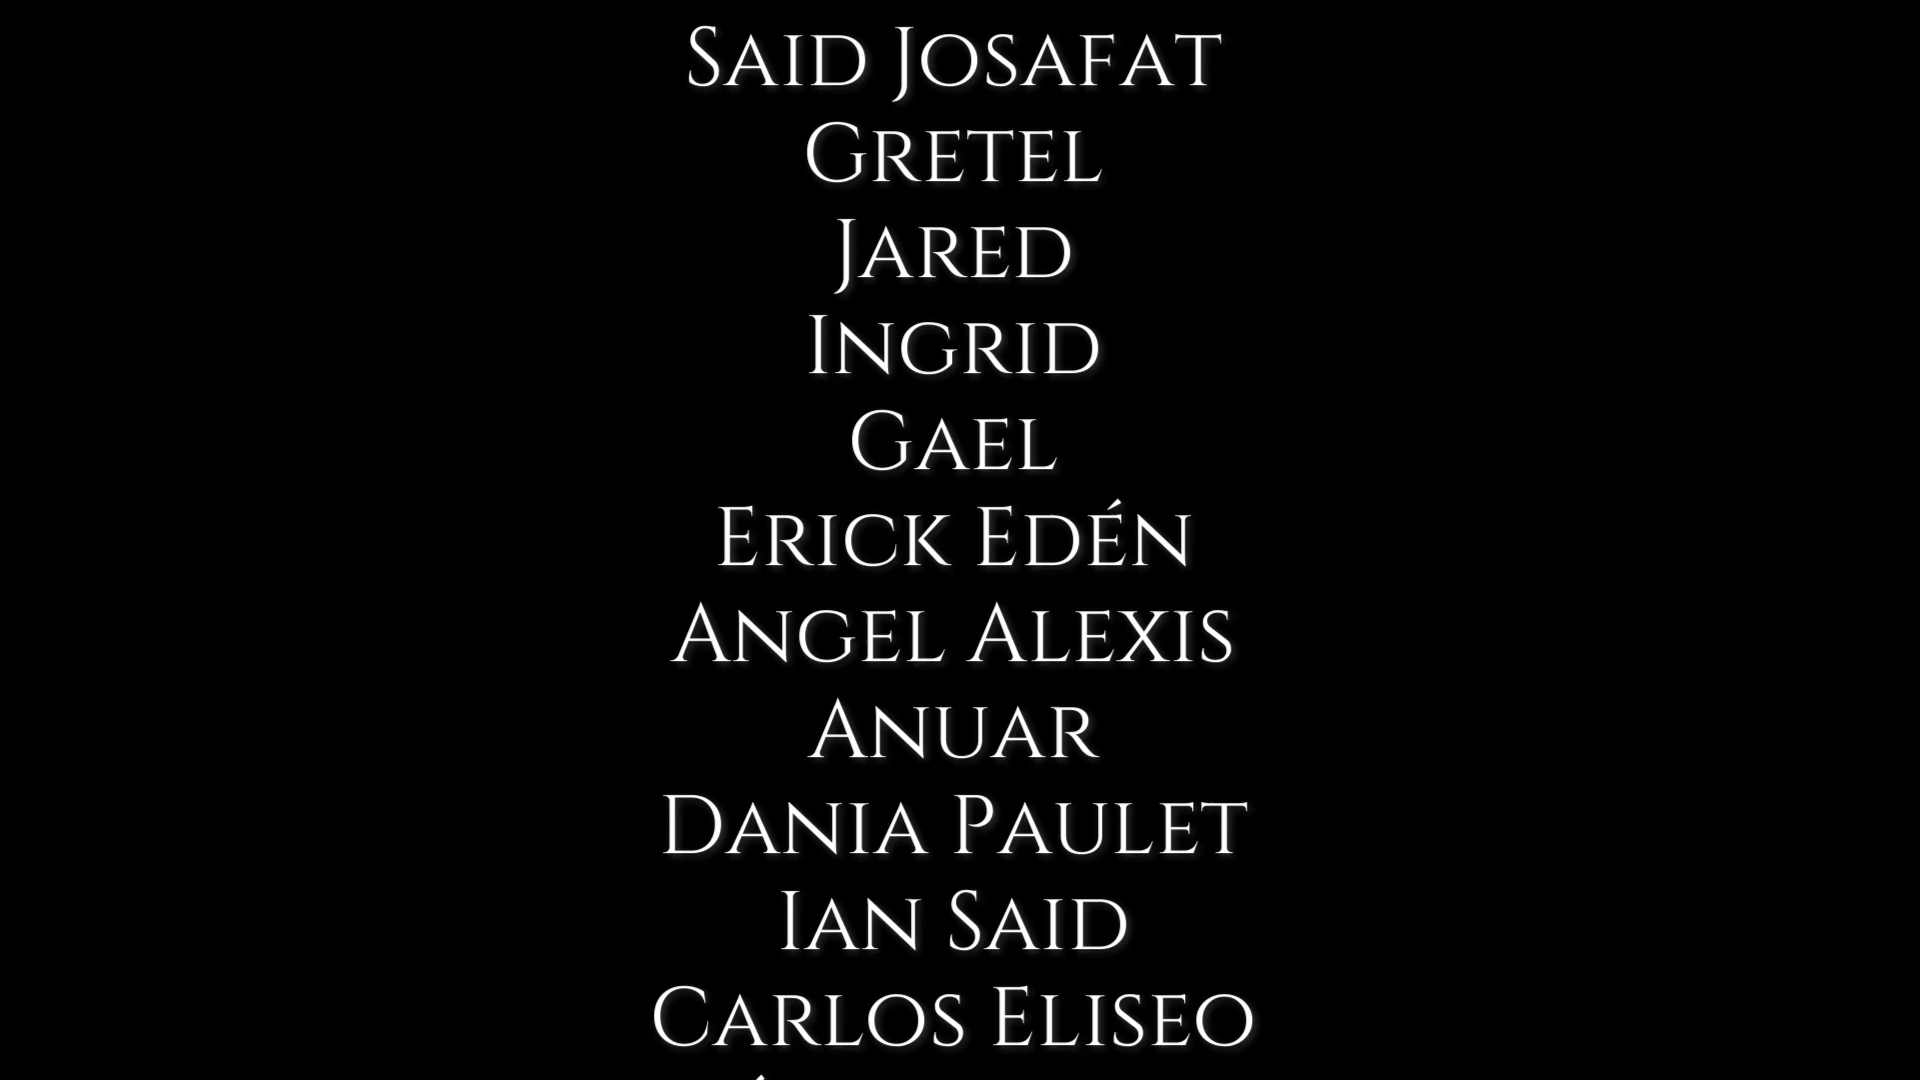 Said Josafat
Gretel
Jared
Ingrid
Gael
Erick Edén
Angel Alexis
Anuar
Dania Paulet
Ian Said
Carlos Eliseo